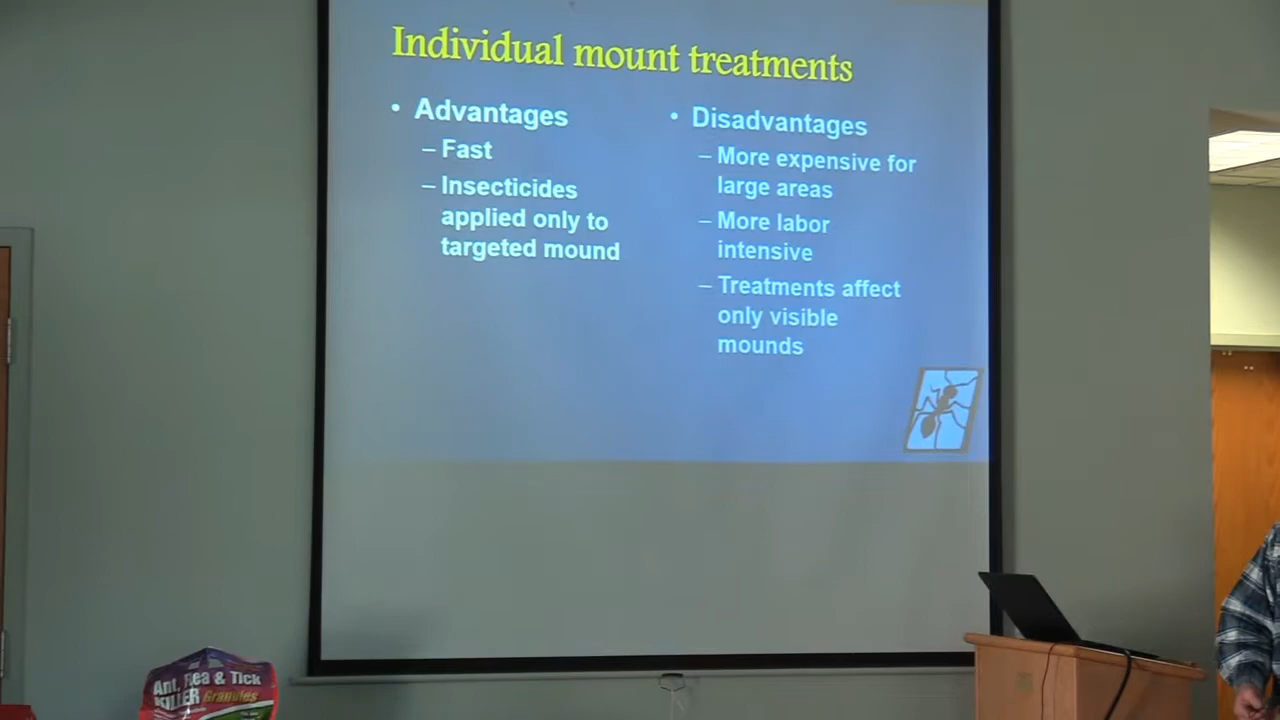 Individual mount treatments
• Advantages
– Fast
– Insecticides
applied only to
targeted mound
• Disadvantages
– More expensive for
large areas
– More labor
intensive
– Treatments affect
only visible
mounds
Ant, Flea & Tick
KILLER Granules